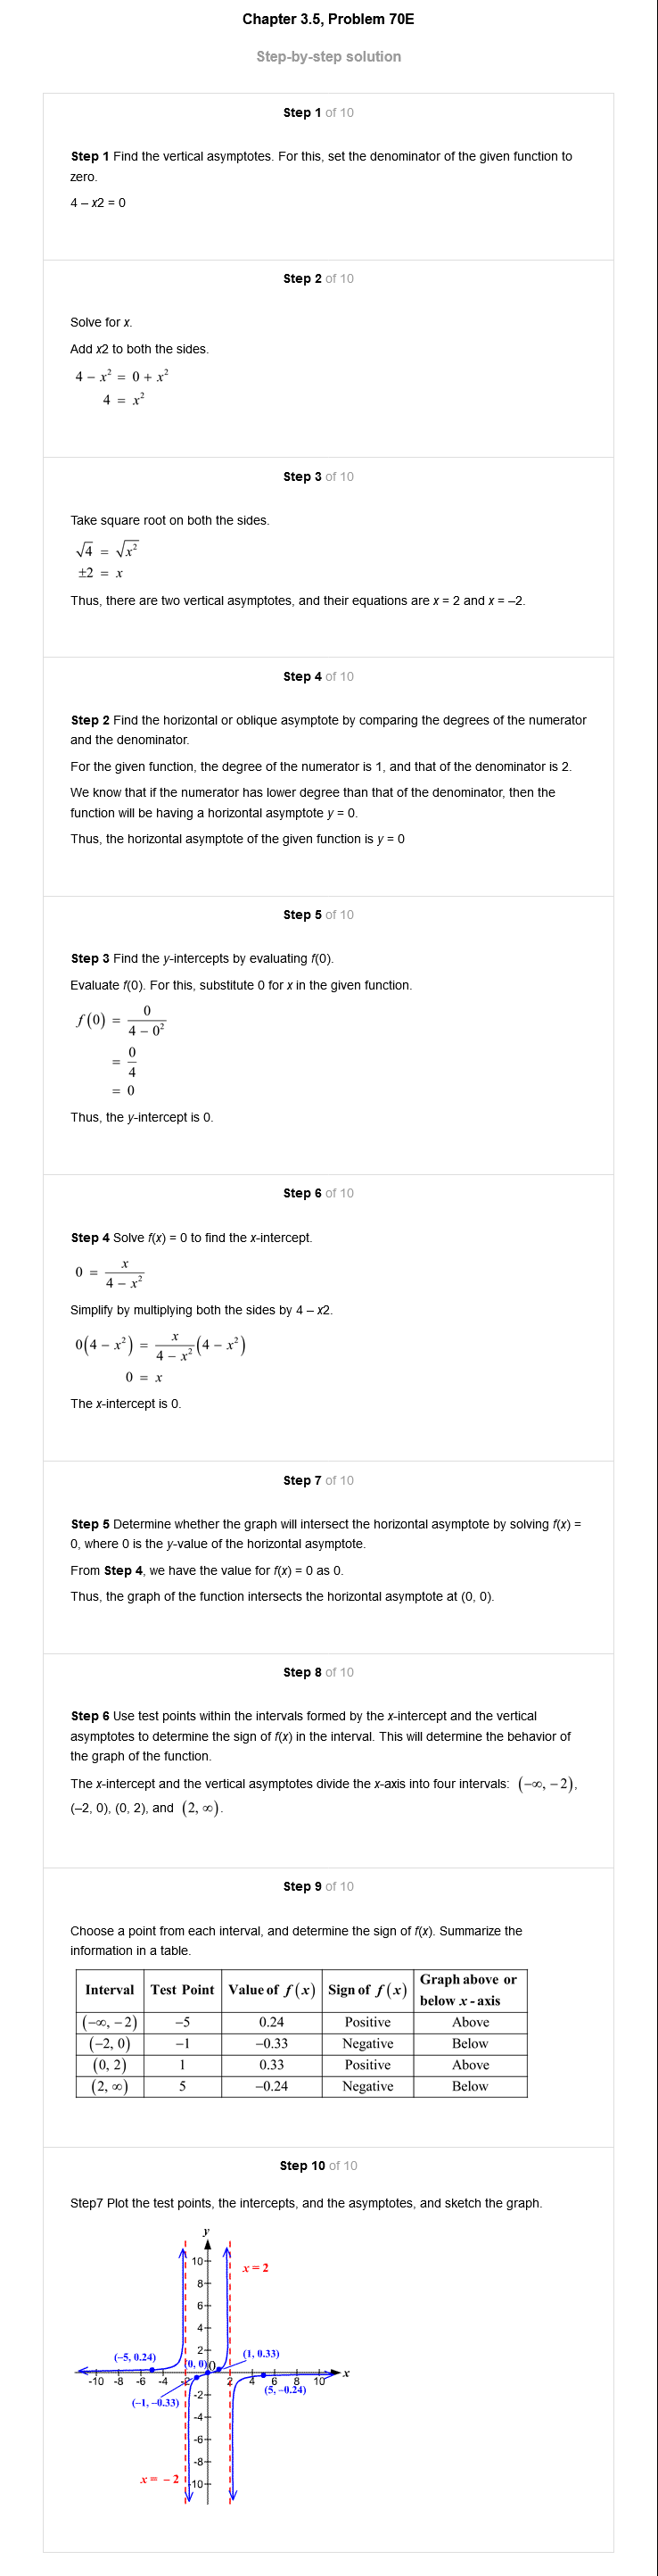 Chapter 3.5, Problem 70E
Step-by-step solution
Step 1 of 10
Step 1 Find the vertical asymptotes. For this, set the denominator of the given function to
zero.
4 – x2 = 0
Step 2 of 10
Solve for x.
Add x2 to both the sides.
4 − x² = 0 + x²
4 = x²
Step 3 of 10
Take square root on both the sides.
√4 = √x²
±2 = x
Thus, there are two vertical asymptotes, and their equations are x = 2 and x = –2.
Step 4 of 10
Step 2 Find the horizontal or oblique asymptote by comparing the degrees of the numerator
and the denominator.
For the given function, the degree of the numerator is 1, and that of the denominator is 2.
We know that if the numerator has lower degree than that of the denominator, then the
function will be having a horizontal asymptote y = 0.
Thus, the horizontal asymptote of the given function is y = 0
Step 5 of 10
Step 3 Find the y-intercepts by evaluating f(0).
Evaluate f(0). For this, substitute 0 for x in the given function.
f(0) = 0 / (4 − 0²)
= 0/4
= 0
Thus, the y-intercept is 0.
Step 6 of 10
Step 4 Solve f(x) = 0 to find the x-intercept.
0 = x / (4 − x²)
Simplify by multiplying both the sides by 4 – x2.
0(4 − x²) = x / (4 − x²) (4 − x²)
0 = x
The x-intercept is 0.
Step 7 of 10
Step 5 Determine whether the graph will intersect the horizontal asymptote by solving f(x) =
0, where 0 is the y-value of the horizontal asymptote.
From Step 4, we have the value for f(x) = 0 as 0.
Thus, the graph of the function intersects the horizontal asymptote at (0, 0).
Step 8 of 10
Step 6 Use test points within the intervals formed by the x-intercept and the vertical
asymptotes to determine the sign of f(x) in the interval. This will determine the behavior of
the graph of the function.
The x-intercept and the vertical asymptotes divide the x-axis into four intervals: (−∞, −2),
(–2, 0), (0, 2), and (2, ∞).
Step 9 of 10
Choose a point from each interval, and determine the sign of f(x). Summarize the
information in a table.
Interval Test Point Value of f(x) Sign of f(x) Graph above or
below x - axis
(−∞, −2) −5 0.24 Positive Above
(−2, 0) −1 −0.33 Negative Below
(0, 2) 1 0.33 Positive Above
(2, ∞) 5 −0.24 Negative Below
Step 10 of 10
Step7 Plot the test points, the intercepts, and the asymptotes, and sketch the graph.
y
10
x = 2
8
6
4
2
(–5, 0.24) (0, 0) 0 (1, 0.33)
x
-10 -8 -6 -4 -2 2 4 6 8 10
(5, –0.24)
-2
(–1, –0.33)
-4
-6
-8
x = – 2
-10